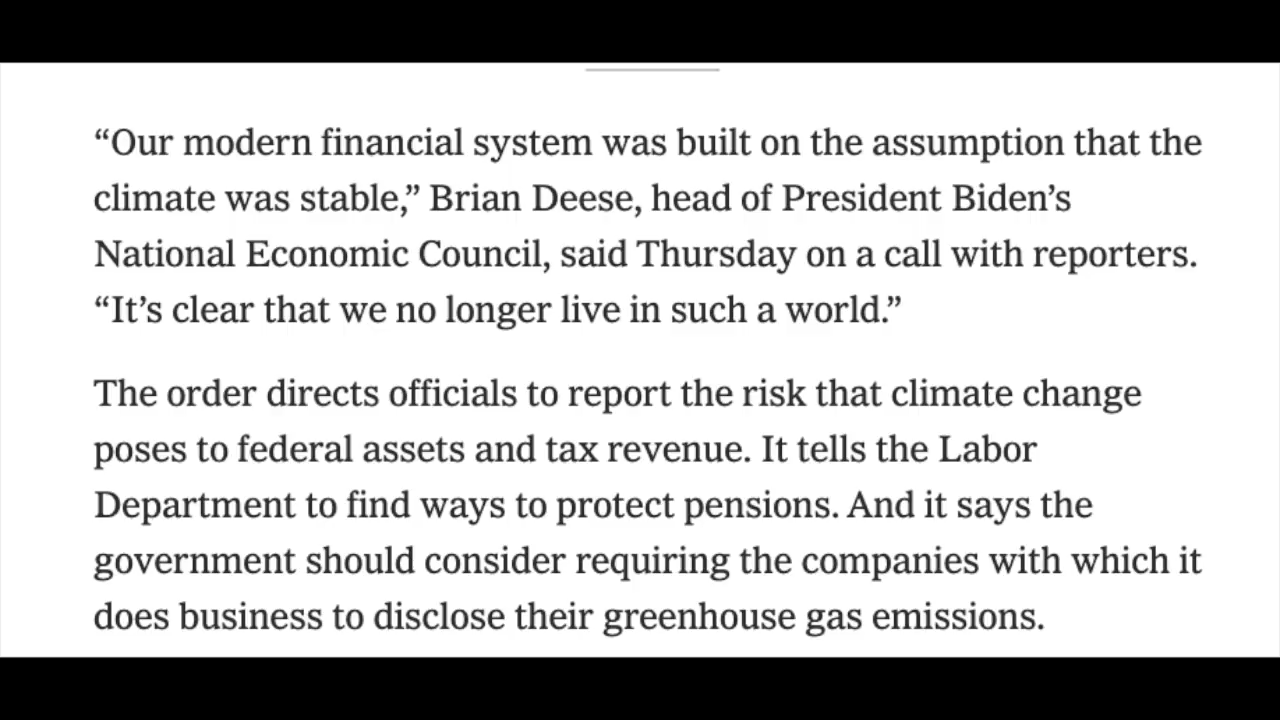 “Our modern financial system was built on the assumption that the
climate was stable,” Brian Deese, head of President Biden’s
National Economic Council, said Thursday on a call with reporters.
“It’s clear that we no longer live in such a world.”
The order directs officials to report the risk that climate change
poses to federal assets and tax revenue. It tells the Labor
Department to find ways to protect pensions. And it says the
government should consider requiring the companies with which it
does business to disclose their greenhouse gas emissions.